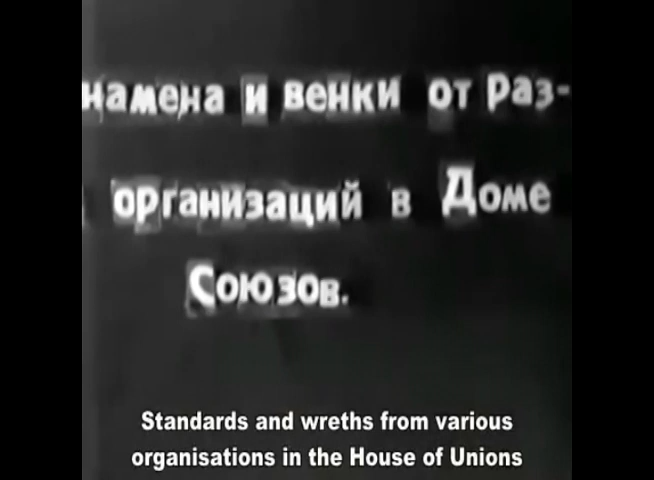 намена и венки от раз-
организаций в Доме
Союзов.
Standards and wreths from various
organisations in the House of Unions